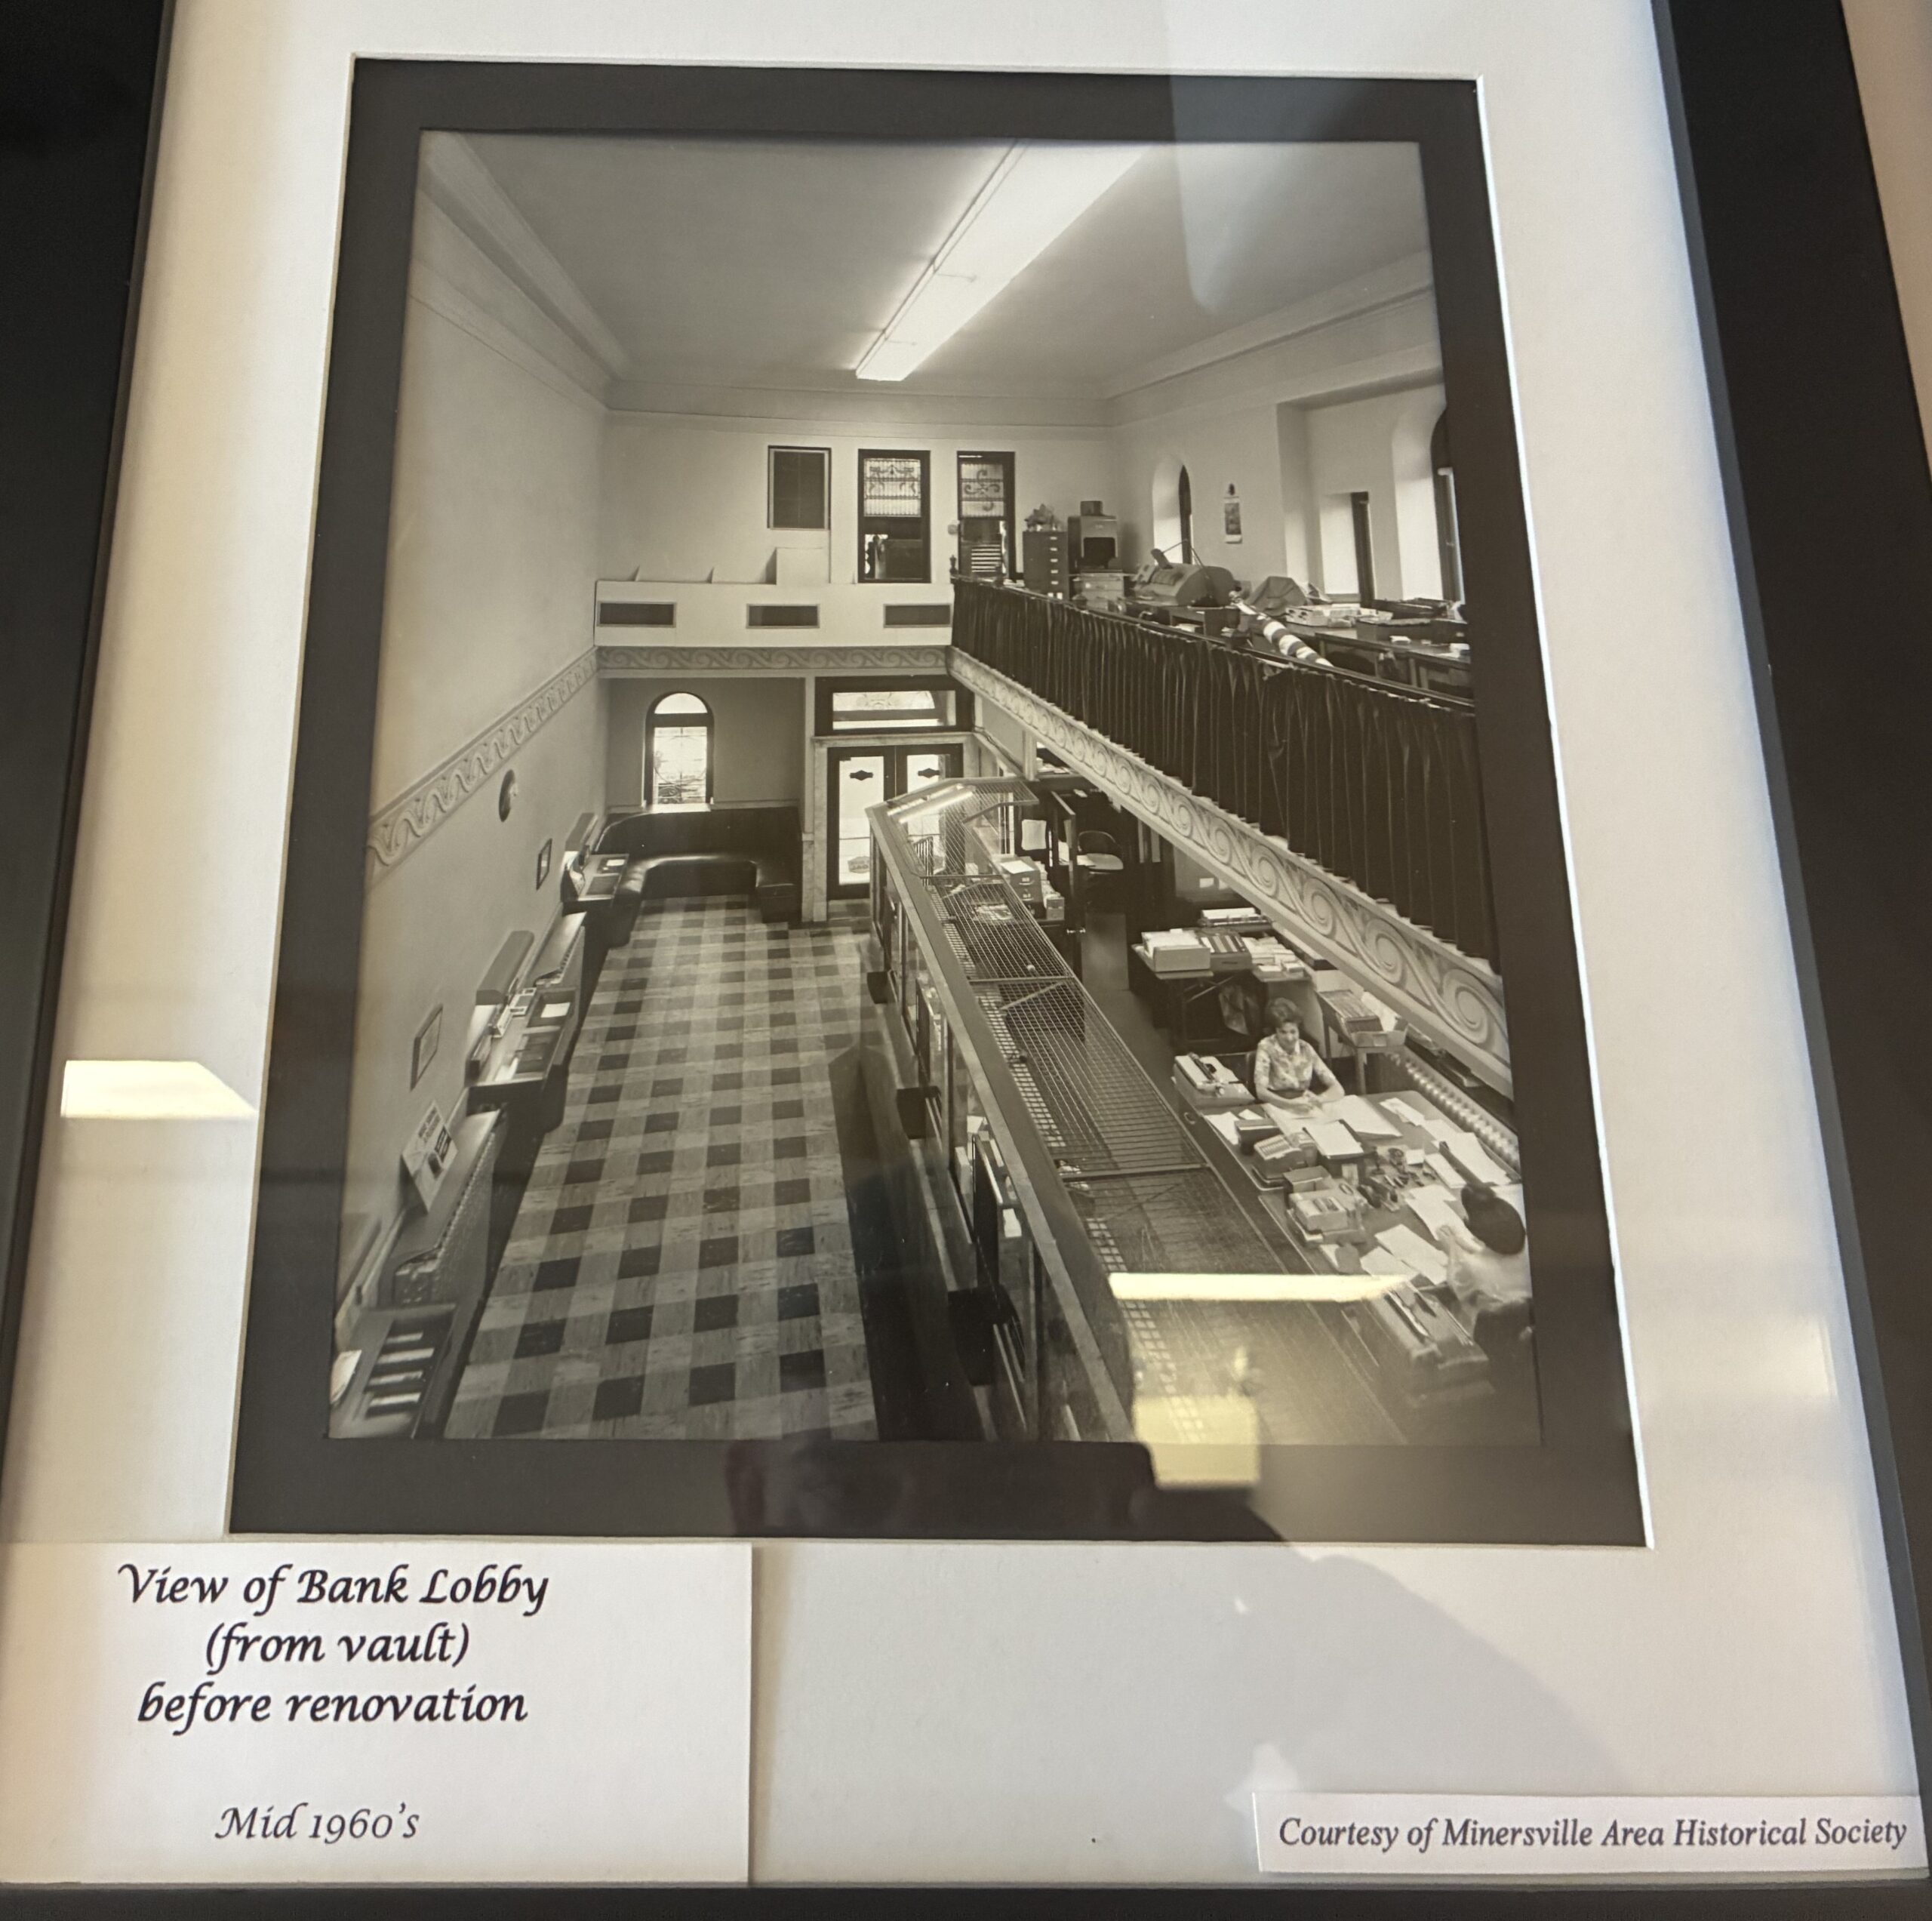 View of Bank Lobby
(from vault)
before renovation
Mid 1960's
Courtesy of Minersville Area Historical Society